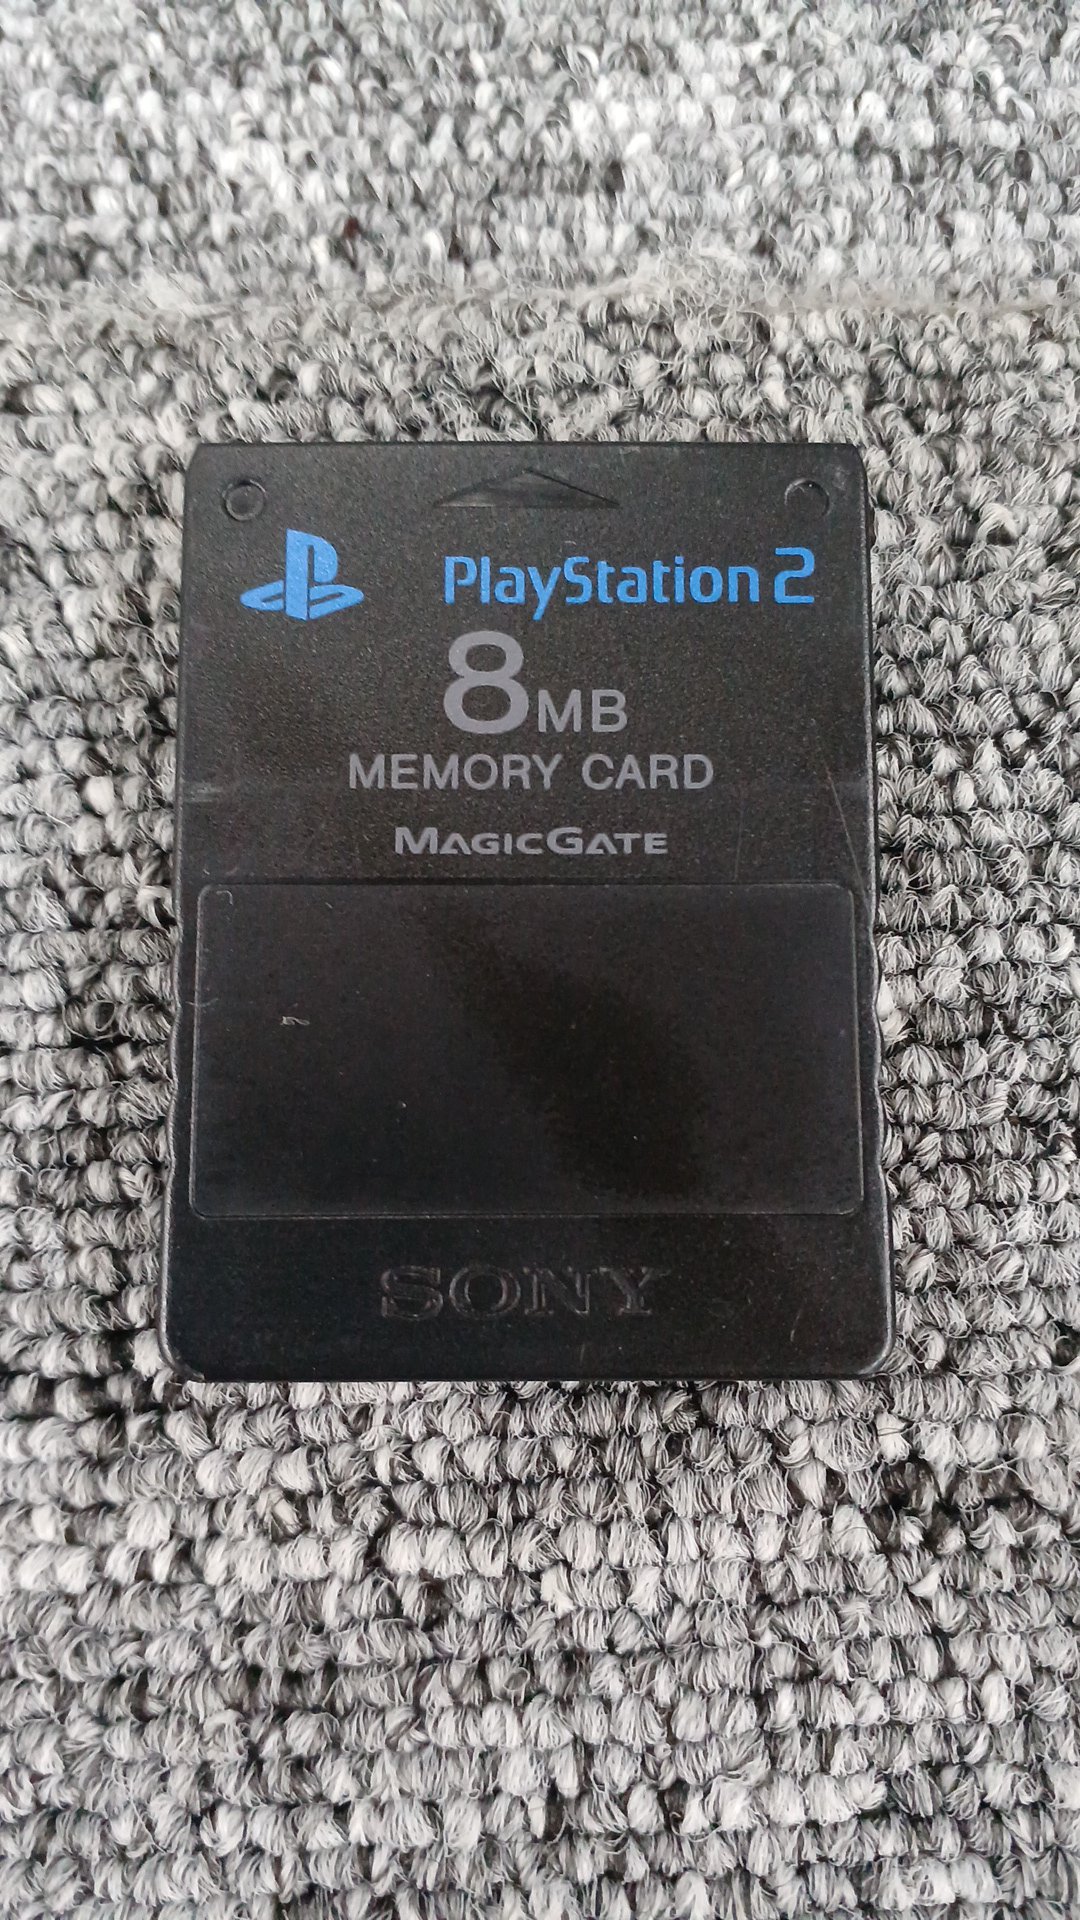 PlayStation 2
8MB
MEMORY CARD
MAGICGATE
SONY